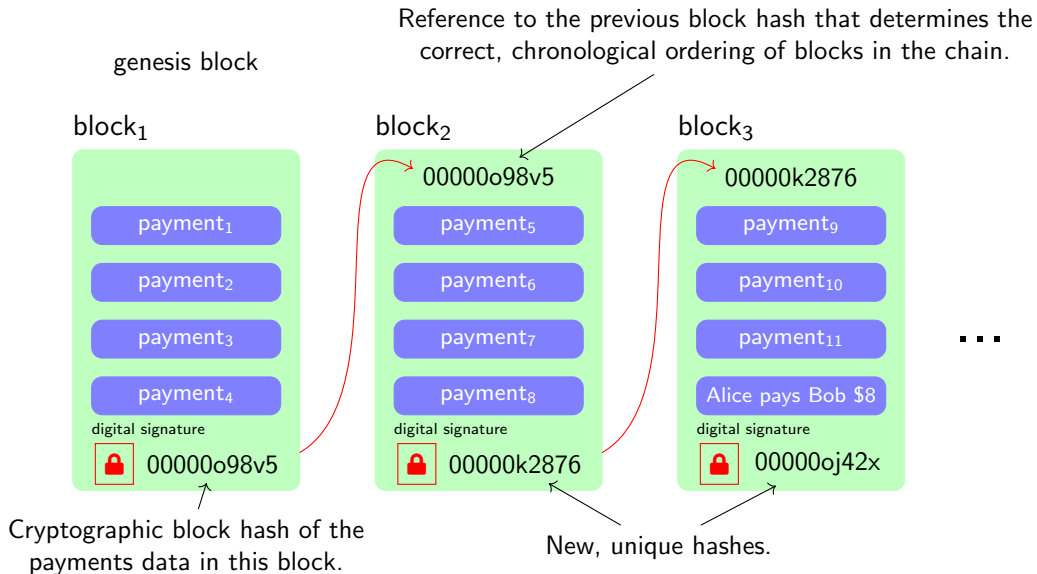 Reference to the previous block hash that determines the
correct, chronological ordering of blocks in the chain.
genesis block
block₁
payment₁
payment₂
payment₃
payment₄
digital signature
00000o98v5
block₂
00000o98v5
payment₅
payment₆
payment₇
payment₈
digital signature
00000k2876
block₃
00000k2876
payment₉
payment₁₀
payment₁₁
Alice pays Bob $8
digital signature
00000oj42x
...
Cryptographic block hash of the
payments data in this block.
New, unique hashes.